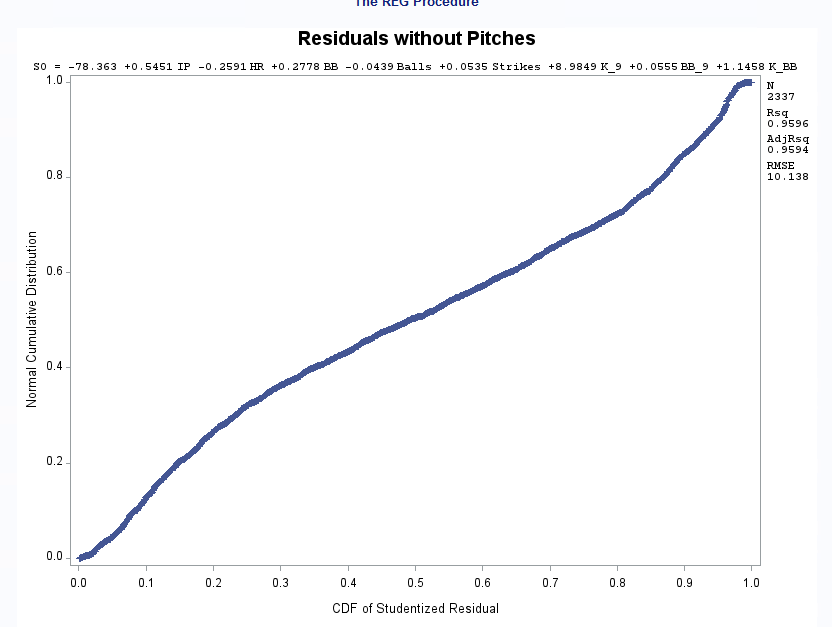 The REG Procedure
Residuals without Pitches
SO = -78.363 +0.5451 IP -0.2591 HR +0.2778 BB -0.0439 Balls +0.0535 Strikes +8.9849 K_9 +0.0555 BB_9 +1.1458 K_BB
N
2337
Rsq
0.9596
AdjRsq
0.9594
RMSE
10.138
1.0
0.8
0.6
0.4
0.2
0.0
Normal Cumulative Distribution
0.0 0.1 0.2 0.3 0.4 0.5 0.6 0.7 0.8 0.9 1.0
CDF of Studentized Residual